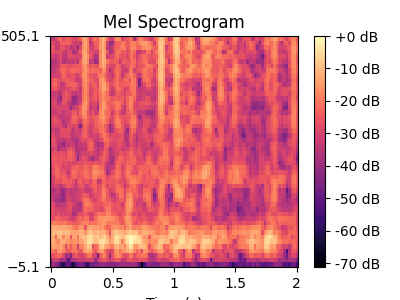 Mel Spectrogram
505.1
−5.1
0
0.5
1
1.5
2
+0 dB
-10 dB
-20 dB
-30 dB
-40 dB
-50 dB
-60 dB
-70 dB